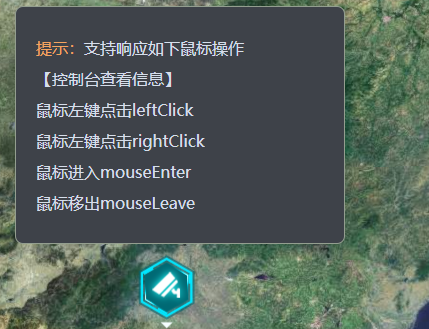 提示：支持响应如下鼠标操作
【控制台查看信息】
鼠标左键点击leftClick
鼠标左键点击rightClick
鼠标进入mouseEnter
鼠标移出mouseLeave